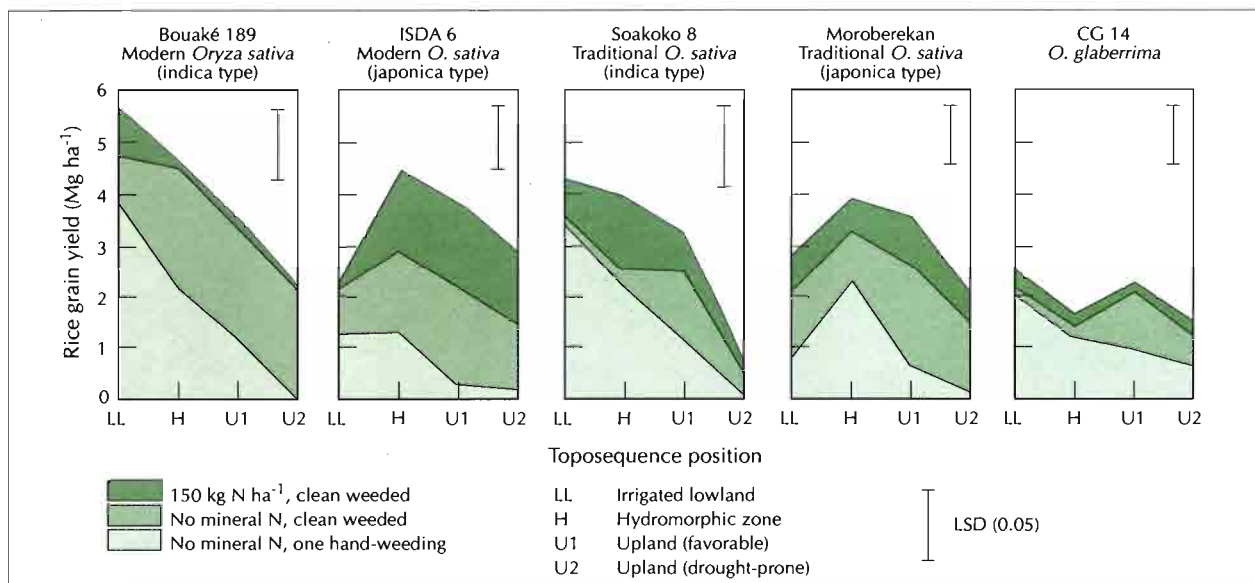 Bouaké 189
Modern Oryza sativa
(indica type)
ISDA 6
Modern O. sativa
(japonica type)
Soakoko 8
Traditional O. sativa
(indica type)
Moroberekan
Traditional O. sativa
(japonica type)
CG 14
O. glaberrima
Rice grain yield (Mg ha⁻¹)
6
5
4
3
2
1
0
LL H U1 U2
LL H U1 U2
LL H U1 U2
LL H U1 U2
LL H U1 U2
Toposequence position
150 kg N ha⁻¹, clean weeded
No mineral N, clean weeded
No mineral N, one hand-weeding
LL Irrigated lowland
H Hydromorphic zone
U1 Upland (favorable)
U2 Upland (drought-prone)
LSD (0.05)